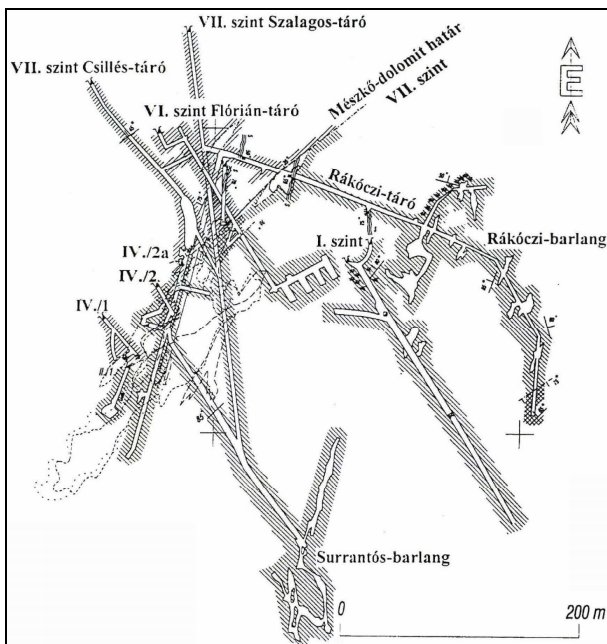 VII. szint Szalagos-táró
VII. szint Csillés-táró
Mészkő-dolomit határ
VII. szint
VI. szint Flórián-táró
É
Rákóczi-táró
I. szint
Rákóczi-barlang
IV./2a
IV./2
IV./1
Surrantós-barlang
0
200 m